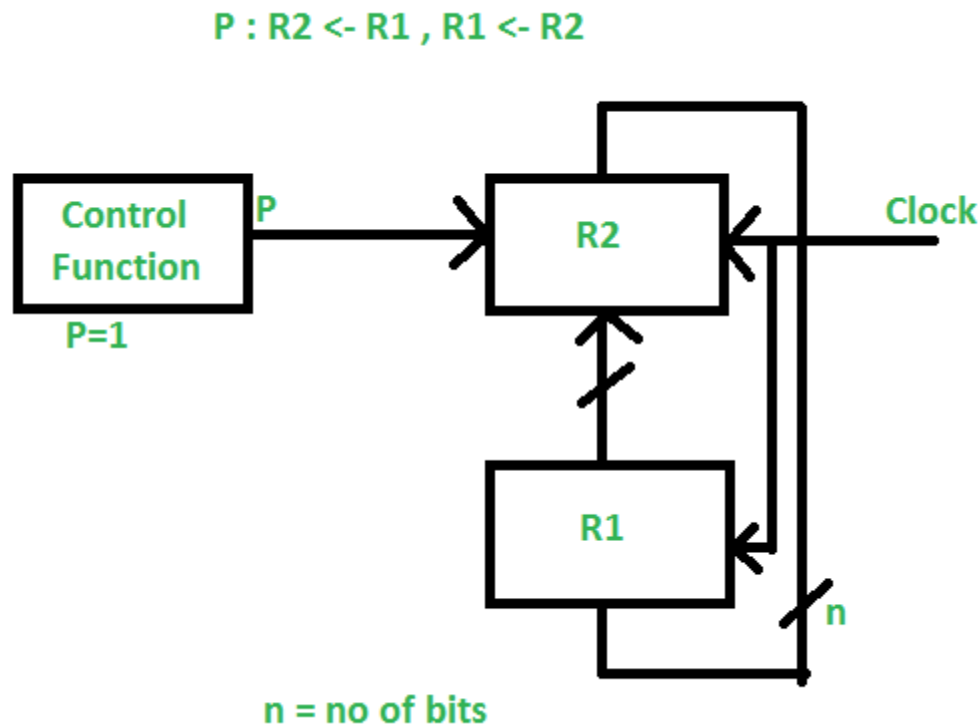 P : R2 <- R1 , R1 <- R2
Control
Function
P
P=1
R2
Clock
R1
n
n = no of bits